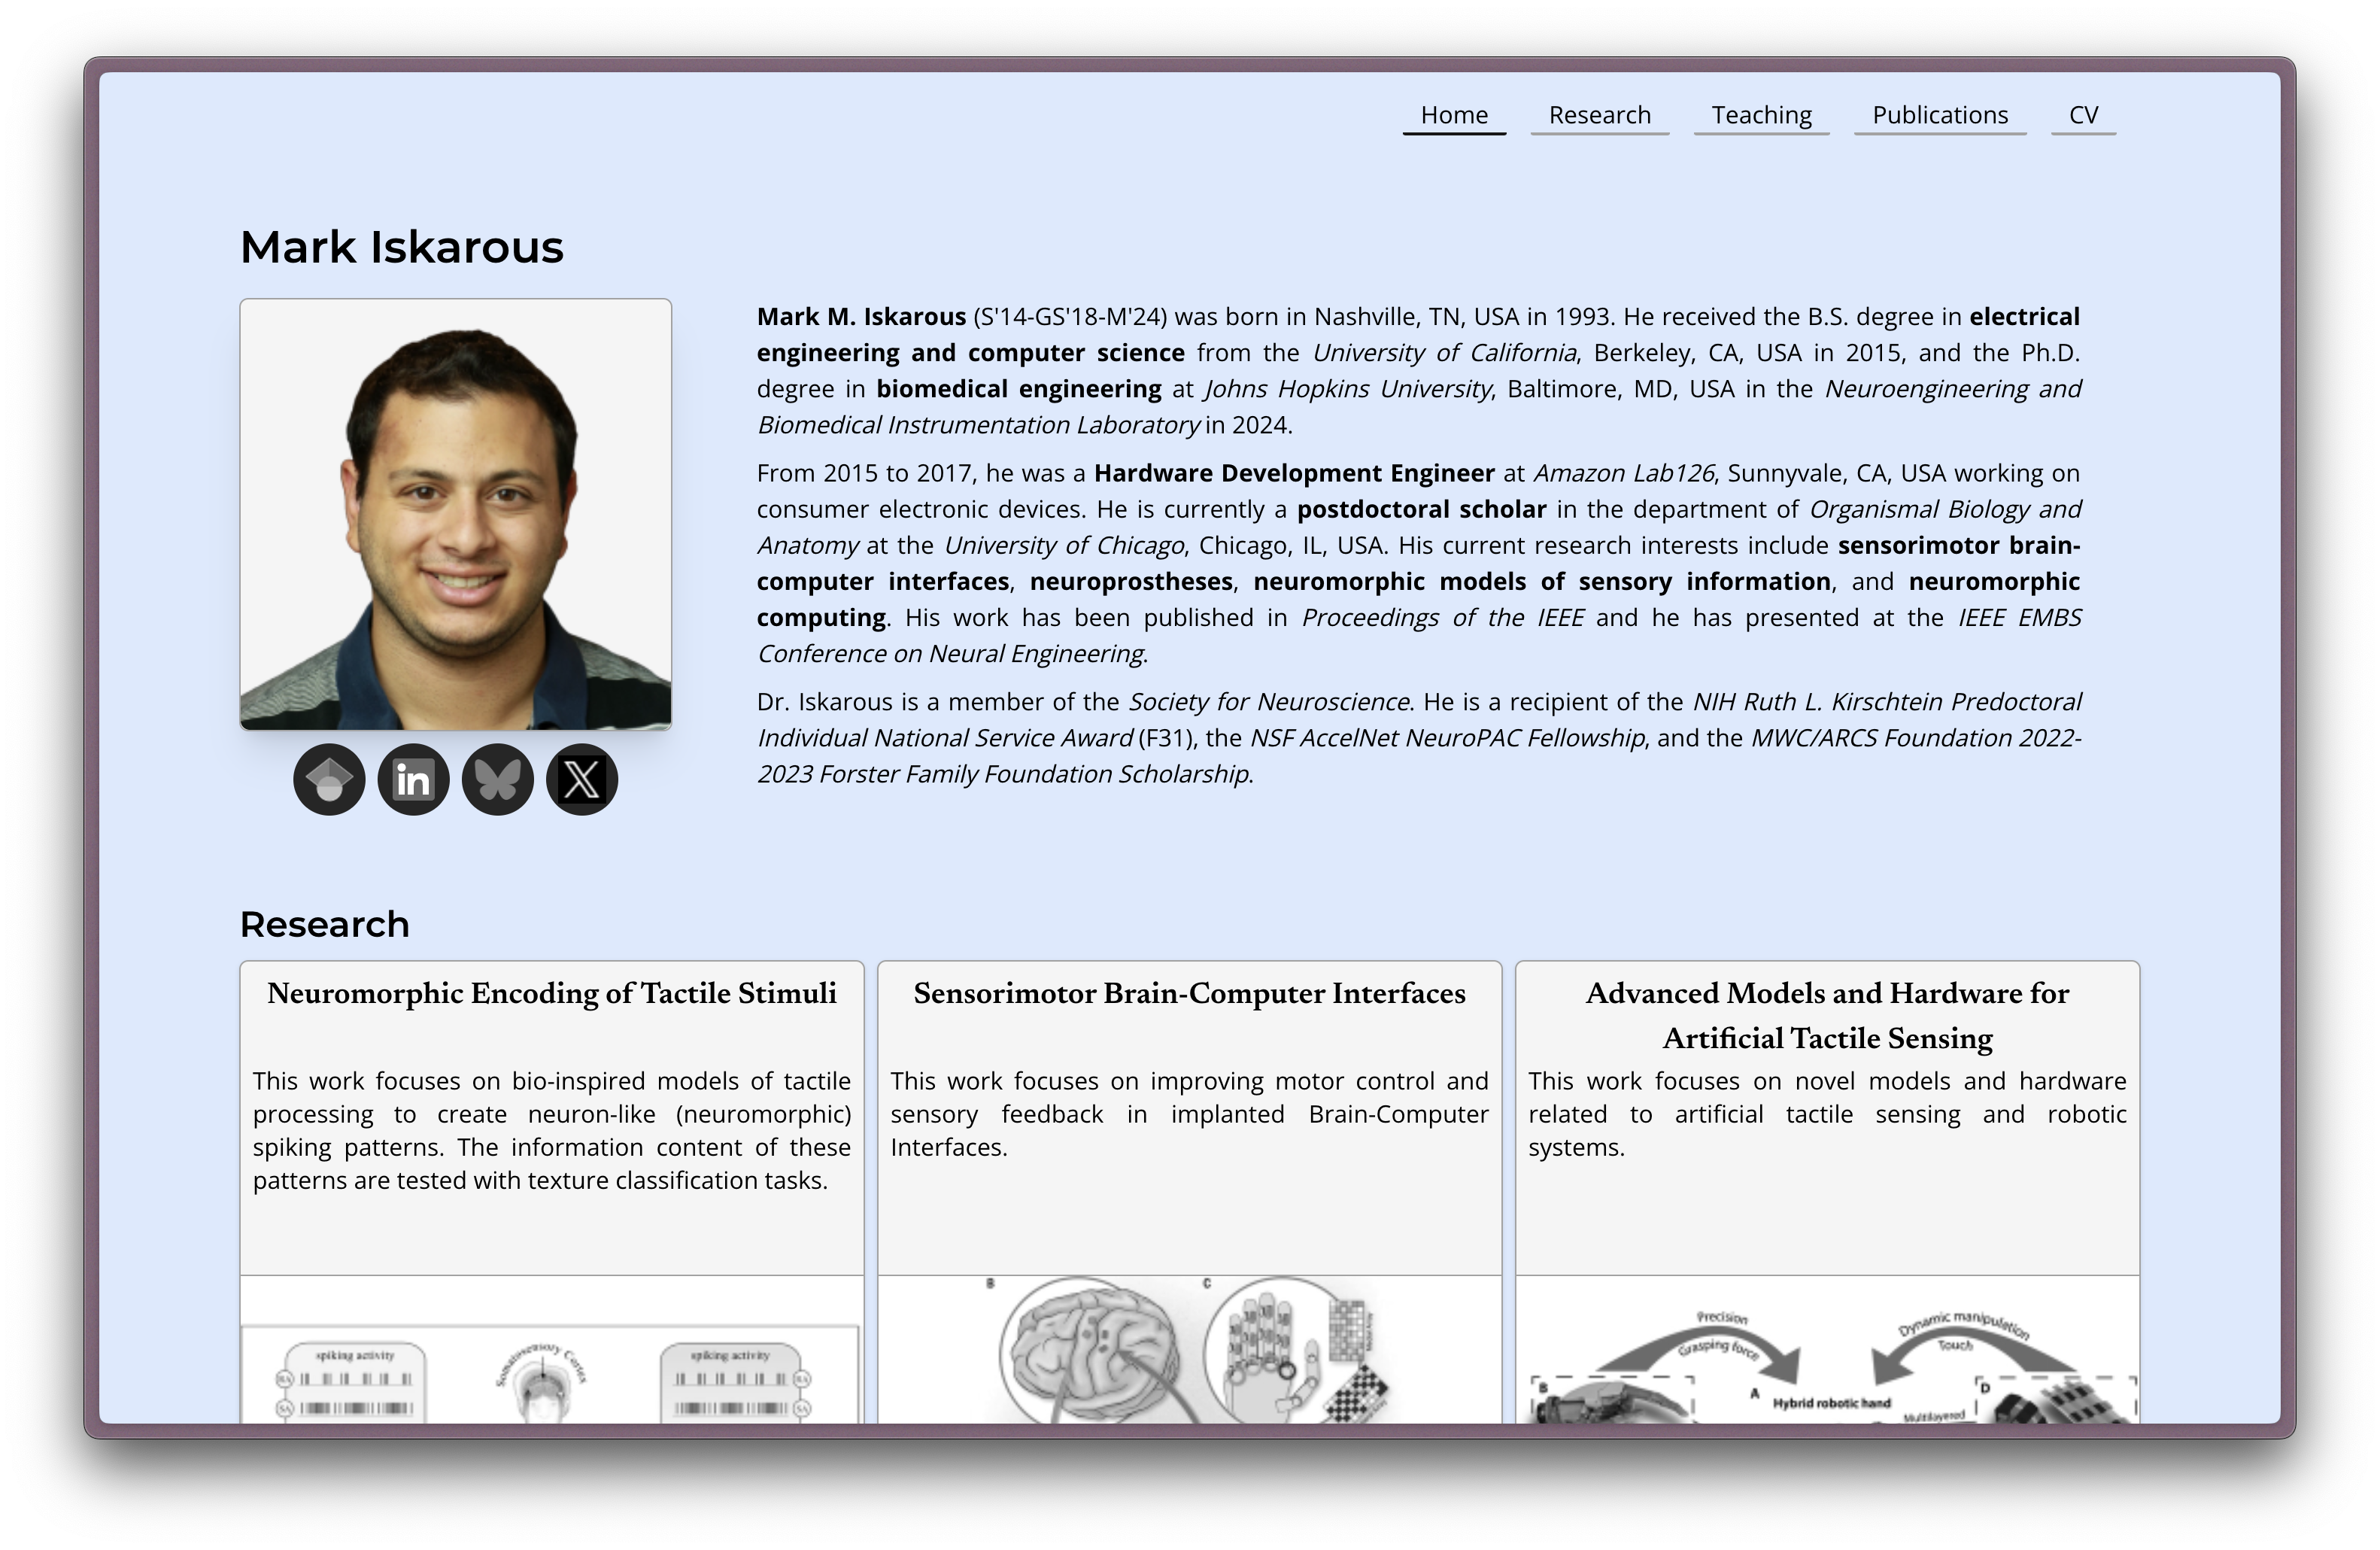 Home Research Teaching Publications CV
Mark Iskarous
Mark M. Iskarous (S'14-GS'18-M'24) was born in Nashville, TN, USA in 1993. He received the B.S. degree in electrical
engineering and computer science from the University of California, Berkeley, CA, USA in 2015, and the Ph.D.
degree in biomedical engineering at Johns Hopkins University, Baltimore, MD, USA in the Neuroengineering and
Biomedical Instrumentation Laboratory in 2024.
From 2015 to 2017, he was a Hardware Development Engineer at Amazon Lab126, Sunnyvale, CA, USA working on
consumer electronic devices. He is currently a postdoctoral scholar in the department of Organismal Biology and
Anatomy at the University of Chicago, Chicago, IL, USA. His current research interests include sensorimotor brain-
computer interfaces, neuroprostheses, neuromorphic models of sensory information, and neuromorphic
computing. His work has been published in Proceedings of the IEEE and he has presented at the IEEE EMBS
Conference on Neural Engineering.
Dr. Iskarous is a member of the Society for Neuroscience. He is a recipient of the NIH Ruth L. Kirschtein Predoctoral
Individual National Service Award (F31), the NSF AccelNet NeuroPAC Fellowship, and the MWC/ARCS Foundation 2022-
2023 Forster Family Foundation Scholarship.
in X
Research
Neuromorphic Encoding of Tactile Stimuli
This work focuses on bio-inspired models of tactile
processing to create neuron-like (neuromorphic)
spiking patterns. The information content of these
patterns are tested with texture classification tasks.
spiking activity
Somatosensory Cortex
spiking activity
RA
RA
SA
SA
Sensorimotor Brain-Computer Interfaces
This work focuses on improving motor control and
sensory feedback in implanted Brain-Computer
Interfaces.
B
C
Advanced Models and Hardware for
Artificial Tactile Sensing
This work focuses on novel models and hardware
related to artificial tactile sensing and robotic
systems.
Precision
Grasping force
Dynamic manipulation
Touch
B
A
Hybrid robotic hand
D
Multilayered